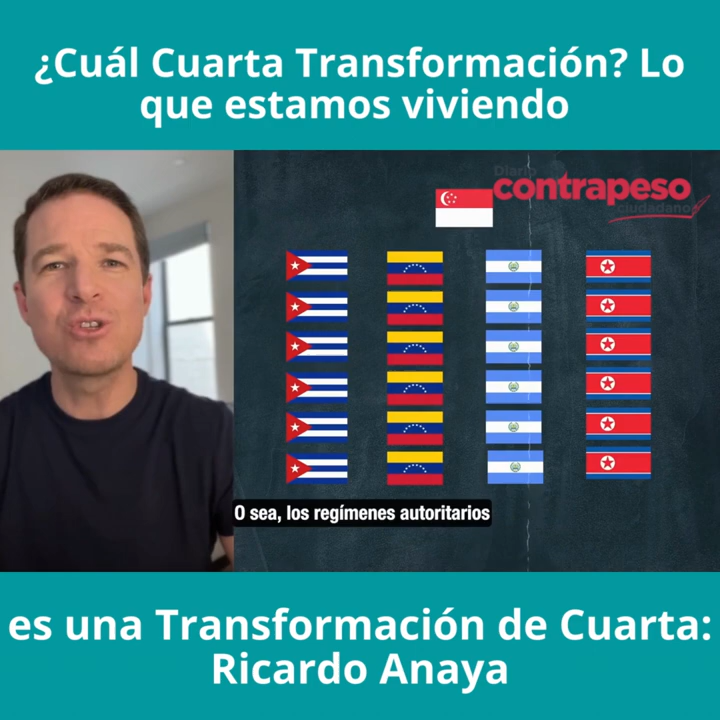 ¿Cuál Cuarta Transformación? Lo
que estamos viviendo
Diario
contrapeso
ciudadano
O sea, los regímenes autoritarios
es una Transformación de Cuarta:
Ricardo Anaya